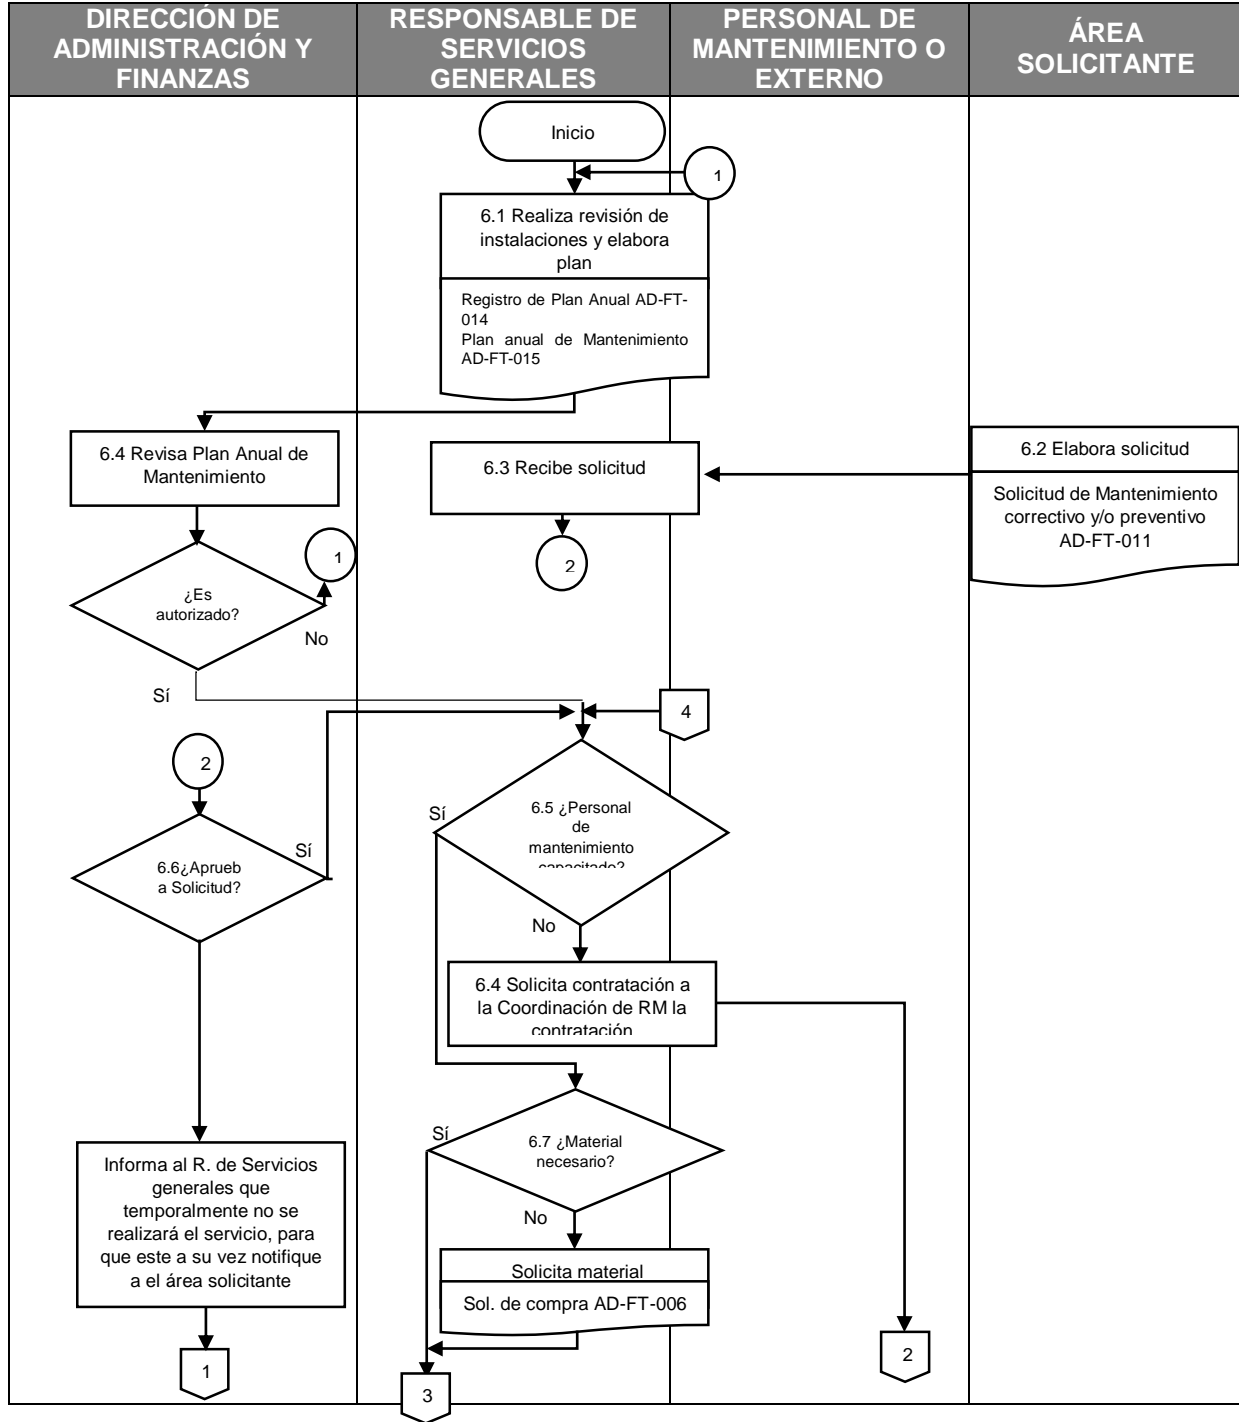 DIRECCIÓN DE
ADMINISTRACIÓN Y
FINANZAS
RESPONSABLE DE
SERVICIOS
GENERALES
PERSONAL DE
MANTENIMIENTO O
EXTERNO
ÁREA
SOLICITANTE
Inicio
1
6.1 Realiza revisión de
instalaciones y elabora
plan
Registro de Plan Anual AD-FT-
014
Plan anual de Mantenimiento
AD-FT-015
6.4 Revisa Plan Anual de
Mantenimiento
6.3 Recibe solicitud
6.2 Elabora solicitud
Solicitud de Mantenimiento
correctivo y/o preventivo
AD-FT-011
1
2
¿Es
autorizado?
No
Sí
4
2
6.5 ¿Personal
de
mantenimiento
capacitado?
Sí
6.6¿Aprueb
a Solicitud?
Sí
No
6.4 Solicita contratación a
la Coordinación de RM la
contratación
6.7 ¿Material
necesario?
Sí
No
Informa al R. de Servicios
generales que
temporalmente no se
realizará el servicio, para
que este a su vez notifique
a el área solicitante
Solicita material
Sol. de compra AD-FT-006
1
2
3